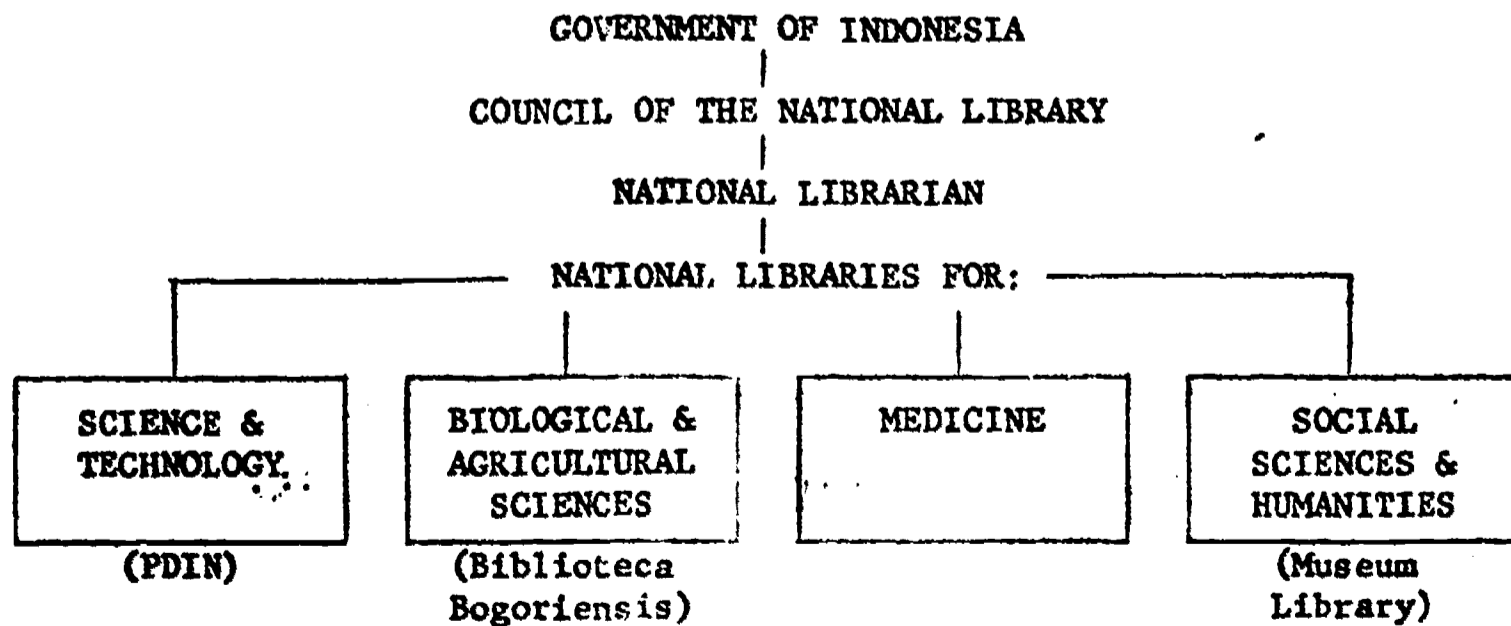 GOVERNMENT OF INDONESIA
COUNCIL OF THE NATIONAL LIBRARY
NATIONAL LIBRARIAN
NATIONAL LIBRARIES FOR:
SCIENCE &
TECHNOLOGY.
(PDIN)
BIOLOGICAL &
AGRICULTURAL
SCIENCES
(Biblioteca
Bogoriensis)
MEDICINE
SOCIAL
SCIENCES &
HUMANITIES
(Museum
Library)